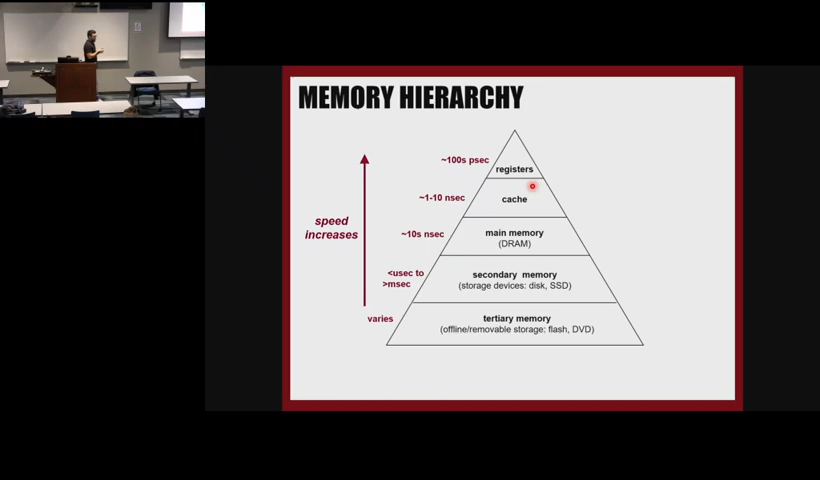 MEMORY HIERARCHY
~100s psec
registers
~1-10 nsec
cache
speed
increases
~10s nsec
main memory
(DRAM)
<usec to
>msec
secondary memory
(storage devices: disk, SSD)
varies
tertiary memory
(offline/removable storage: flash, DVD)